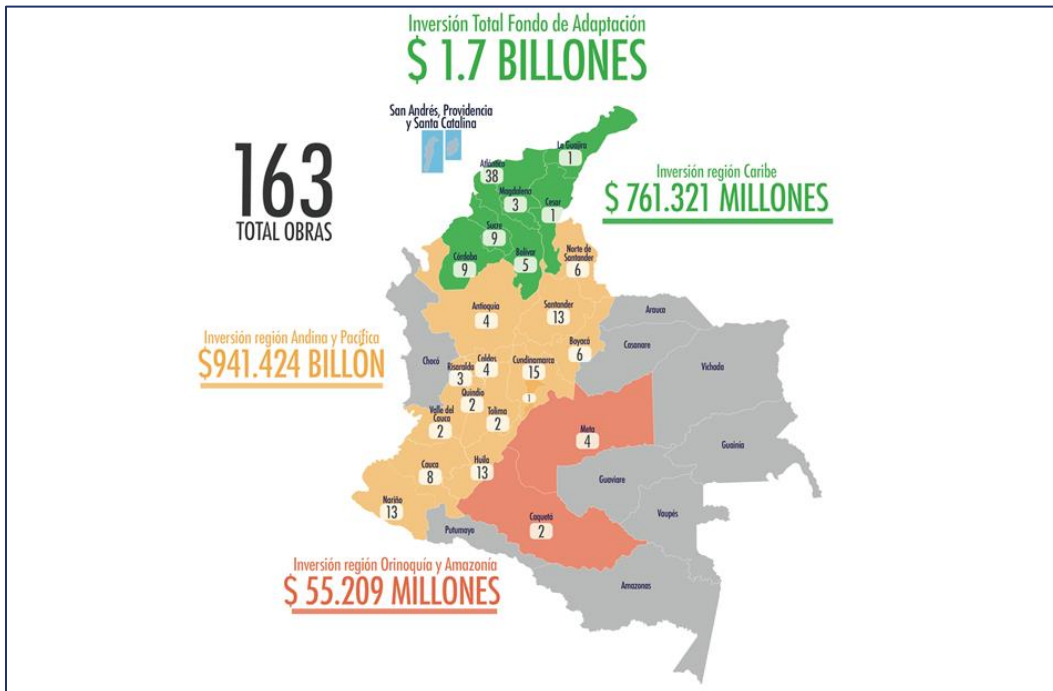 Inversión Total Fondo de Adaptación
$ 1.7 BILLONES
San Andrés, Providencia
y Santa Catalina
163
TOTAL OBRAS
La Guajira
1
Atlántico
38
Magdalena
3
Cesar
1
Inversión región Caribe
$ 761.321 MILLONES
Sucre
9
Córdoba
9
Bolívar
5
Norte de
Santander
6
Antioquia
4
Santander
13
Arauca
Boyacá
6
Casanare
Inversión región Andina y Pacífica
$941.424 BILLÓN
Chocó
Caldas
4
Risaralda
3
Cundinamarca
15
Vichada
Quindío
2
1
Valle del
Cauca
2
Tolima
2
Meta
4
Guainía
Cauca
8
Huila
13
Guaviare
Nariño
13
Vaupés
Caquetá
2
Putumayo
Inversión región Orinoquía y Amazonía
$ 55.209 MILLONES
Amazonas